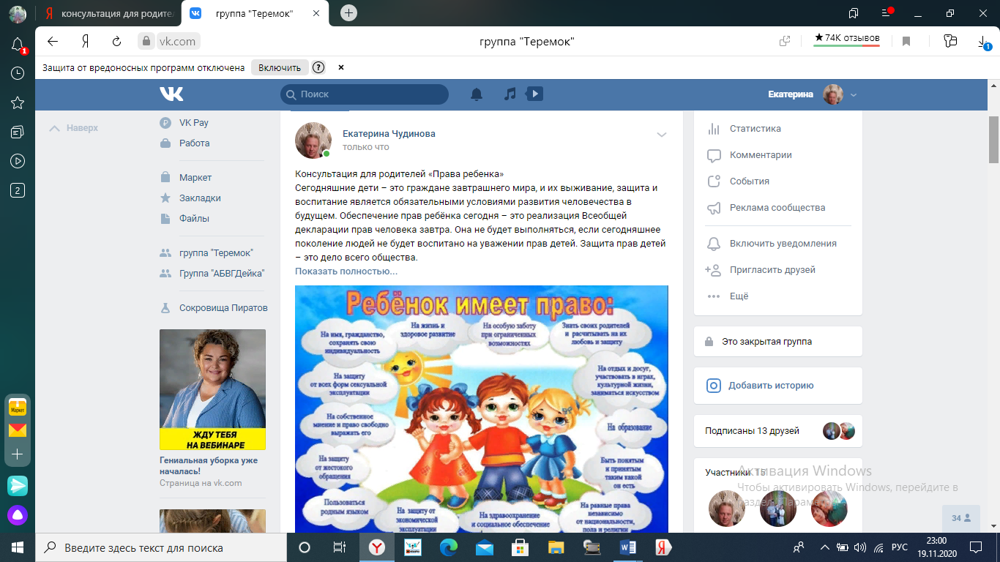 консультация для родител
группа "Теремок"
vk.com
группа "Теремок"
★ 74K отзывов
1
1
Защита от вредоносных программ отключена
Включить
?
Поиск
Екатерина
Наверх
VK Pay
Работа
Маркет
Закладки
Файлы
группа "Теремок"
Группа "АБВГДейка"
Сокровища Пиратов
ЖДУ ТЕБЯ
НА ВЕБИНАРЕ
Гениальная уборка уже
началась!
Страница на vk.com
2
Маркет
Екатерина Чудинова
только что
Консультация для родителей «Права ребенка»
Сегодняшние дети – это граждане завтрашнего мира, и их выживание, защита и
воспитание является обязательными условиями развития человечества в
будущем. Обеспечение прав ребёнка сегодня – это реализация Всеобщей
декларации прав человека завтра. Она не будет выполняться, если сегодняшнее
поколение людей не будет воспитано на уважении прав детей. Защита прав детей
– это дело всего общества.
Показать полностью...
Ребёнок имеет право:
На имя, гражданство,
сохранять свою
индивидуальность
На жизнь и
здоровое развитие
На особую заботу
при ограниченных
возможностях
Знать своих родителей
и расчитывать на их
любовь и защиту
На защиту
от всех форм сексуальной
эксплуатации
На отдых и досуг,
участвовать в играх,
культурной жизни,
заниматься искусством
На собственное
мнение и право свободно
выражать его
На образование
На защиту
от жестокого
обращения
Быть понятым
и принятым
таким какой
он есть
Пользоваться
родным языком
На защиту от
экономической
эксплуатации
На здравоохранение
и социальное обеспечение
На равные права
независимо
от национальности,
пола и религии
Статистика
Комментарии
События
Реклама сообщества
Включить уведомления
Пригласить друзей
Ещё
Это закрытая группа
Добавить историю
Подписаны 13 друзей
Участники
Активация Windows
Чтобы активировать Windows, перейдите в
34
Введите здесь текст для поиска
РУС
23:00
19.11.2020